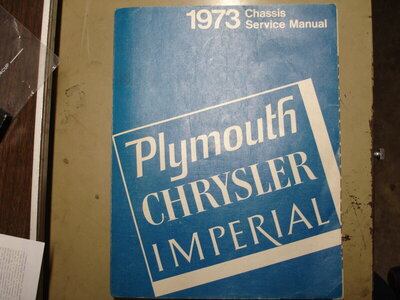 1973 Chassis
Service Manual
Plymouth
CHRYSLER
IMPERIAL